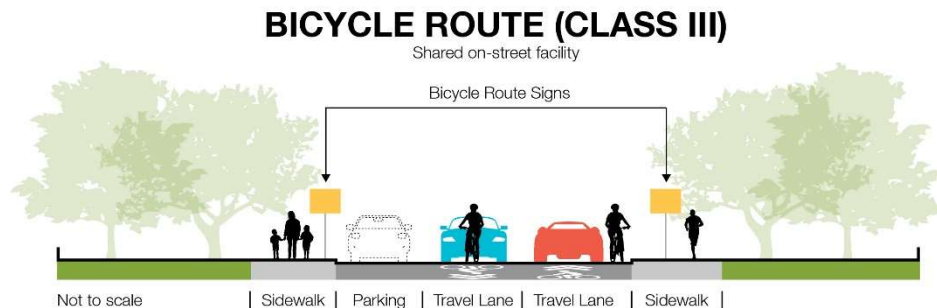 BICYCLE ROUTE (CLASS III)
Shared on-street facility
Bicycle Route Signs
Not to scale
Sidewalk
Parking
Travel Lane
Travel Lane
Sidewalk